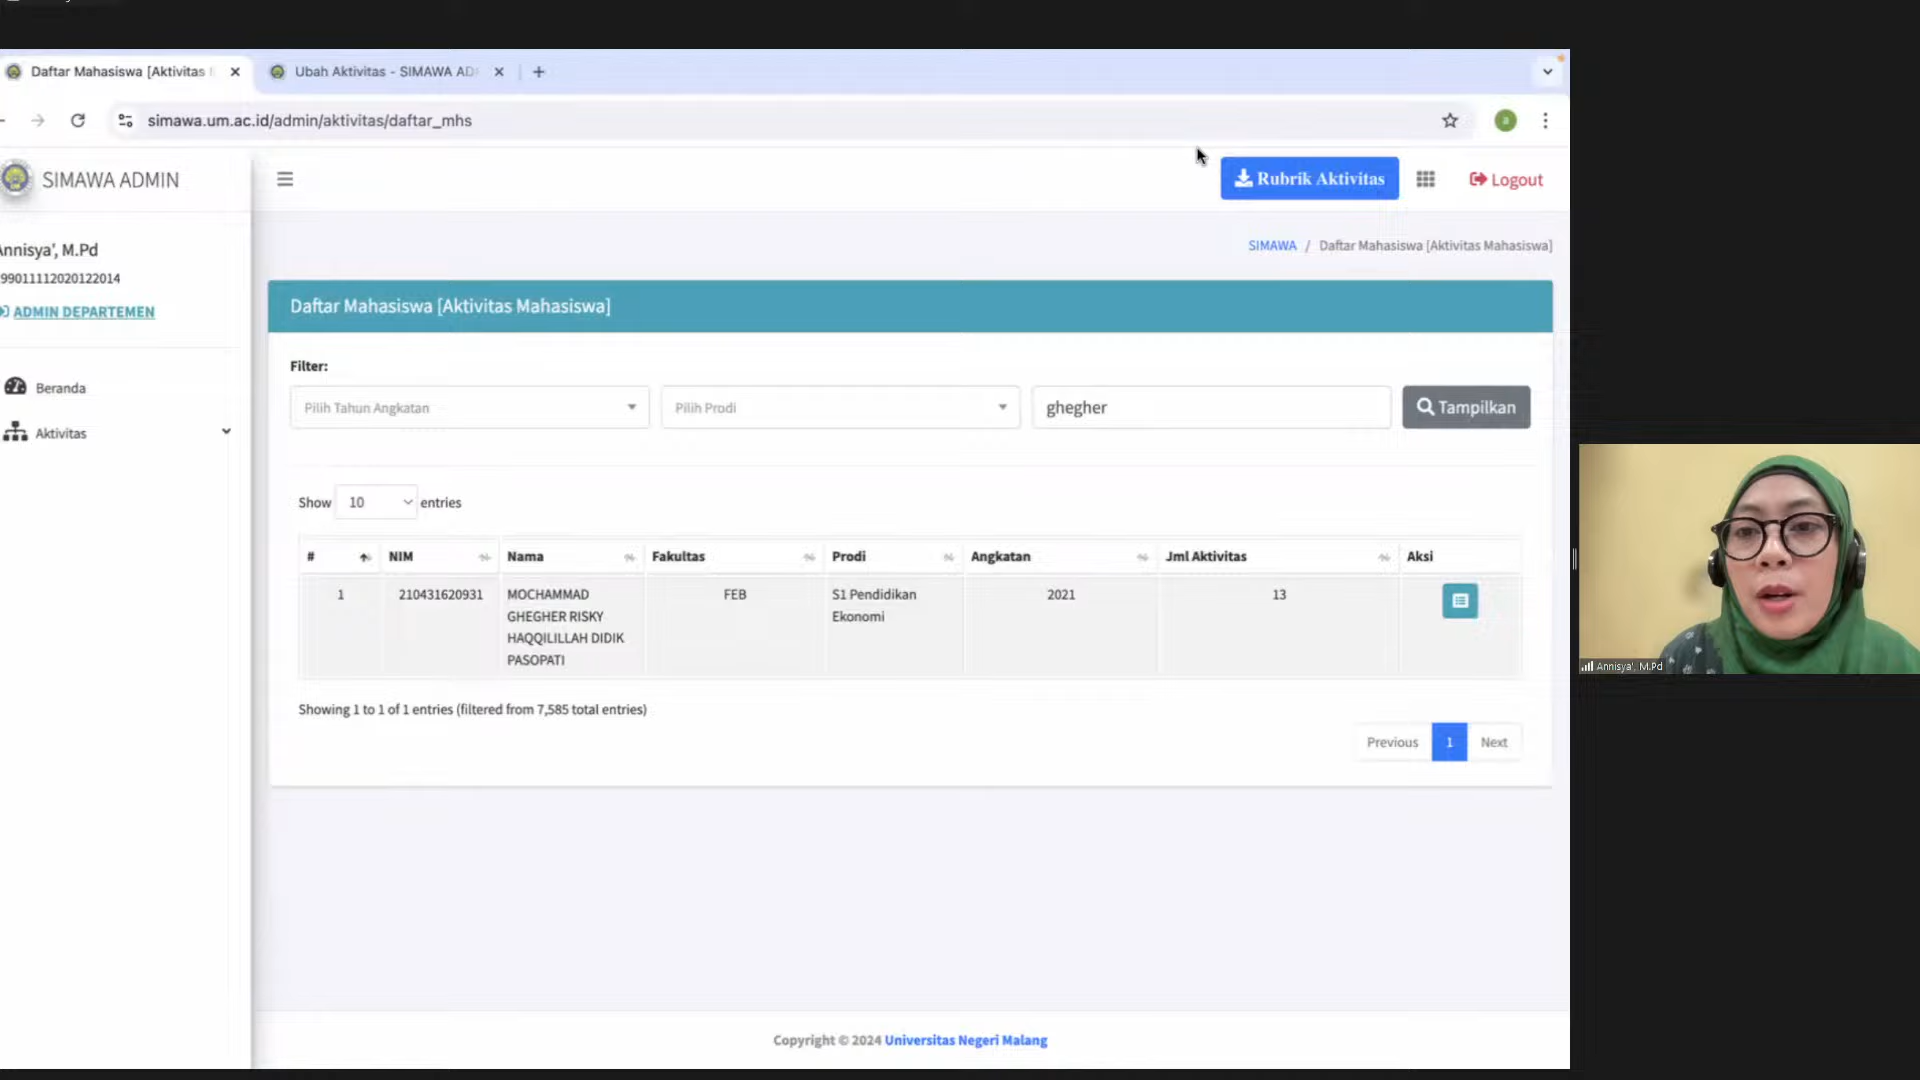 Daftar Mahasiswa [Aktivitas
Ubah Aktivitas - SIMAWA AD
simawa.um.ac.id/admin/aktivitas/daftar_mhs
a
SIMAWA ADMIN
Rubrik Aktivitas
Logout
Annisya', M.Pd
99011112020122014
ADMIN DEPARTEMEN
Beranda
Aktivitas
SIMAWA / Daftar Mahasiswa [Aktivitas Mahasiswa]
Daftar Mahasiswa [Aktivitas Mahasiswa]
Filter:
Pilih Tahun Angkatan
Pilih Prodi
ghegher
Tampilkan
Show 10 entries
# NIM Nama Fakultas Prodi Angkatan Jml Aktivitas Aksi
1 210431620931 MOCHAMMAD GHEGHER RISKY HAQQILILLAH DIDIK PASOPATI FEB S1 Pendidikan Ekonomi 2021 13
Showing 1 to 1 of 1 entries (filtered from 7,585 total entries)
Previous 1 Next
Copyright © 2024 Universitas Negeri Malang
Annisya', M.Pd